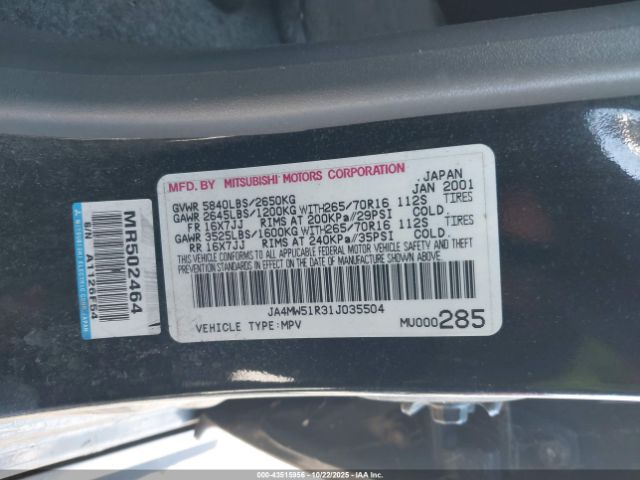 MFD. BY MITSUBISHI MOTORS CORPORATION JAPAN
JAN 2001
GVWR 5840LBS/2650KG
GAWR 2645LBS/1200KG WITH265/70R16 112S TIRES
FR 16X7JJ RIMS AT 200KPa/29PSI COLD.
GAWR 3525LBS/1600KG WITH265/70R16 112S TIRES
RR 16X7JJ RIMS AT 240KPa/35PSI COLD.
THIS VEHICLE CONFORMS TO ALL APPLICABLE FEDERAL MOTOR VEHICLE SAFETY AND THEFT
PREVENTION STANDARDS IN EFFECT ON THE DATE OF MANUFACTURE SHOWN ABOVE.
JA4MW51R31J035504
VEHICLE TYPE:MPV MU000285
MR502464
S/N A1126F64
000-43515956 - 10/22/2025 - IAAI.com